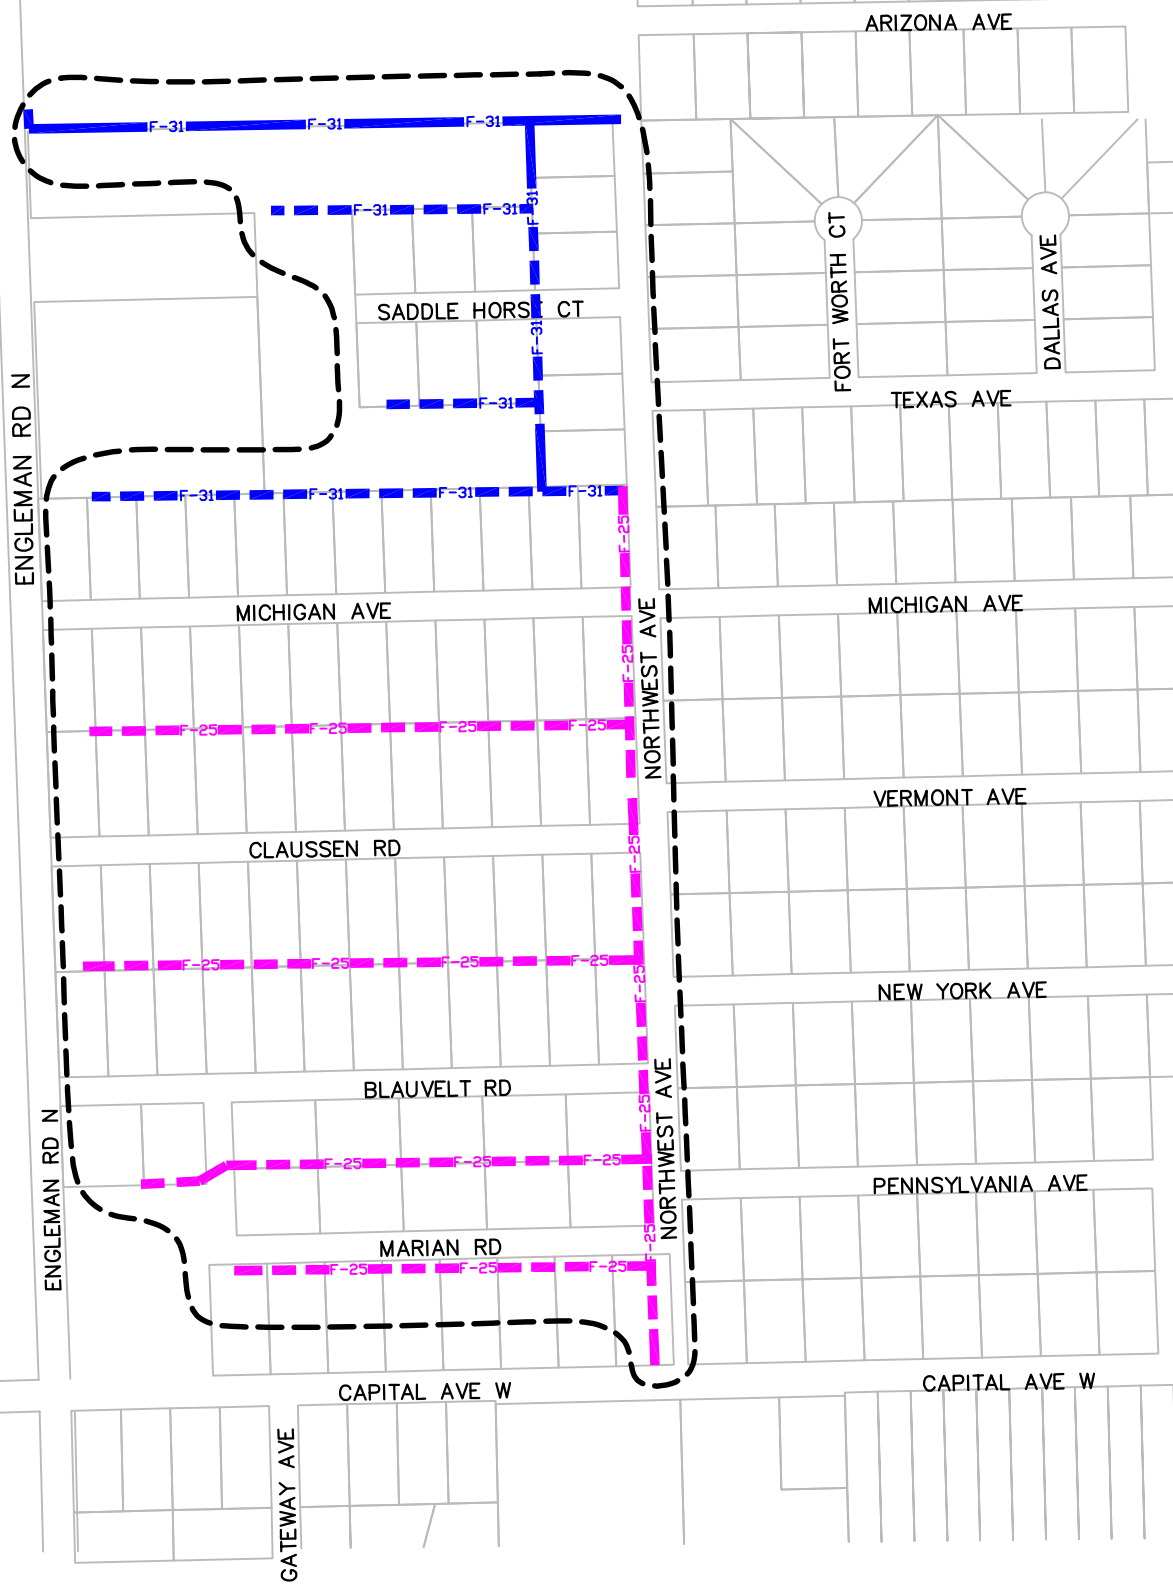 ARIZONA AVE
F-31
F-31
F-31
F-31
F-31
F-31
FORT WORTH CT
DALLAS AVE
SADDLE HORSE CT
F-31
ENGLEMAN RD N
TEXAS AVE
F-31
F-31
F-31
F-31
F-31
F-25
MICHIGAN AVE
MICHIGAN AVE
NORTHWEST AVE
F-25
F-25
F-25
F-25
F-25
VERMONT AVE
CLAUSSEN RD
F-25
F-25
F-25
F-25
F-25
F-25
NEW YORK AVE
BLAUVELT RD
F-25
NORTHWEST AVE
ENGLEMAN RD N
F-25
F-25
F-25
PENNSYLVANIA AVE
MARIAN RD
F-25
F-25
F-25
F-25
CAPITAL AVE W
CAPITAL AVE W
GATEWAY AVE